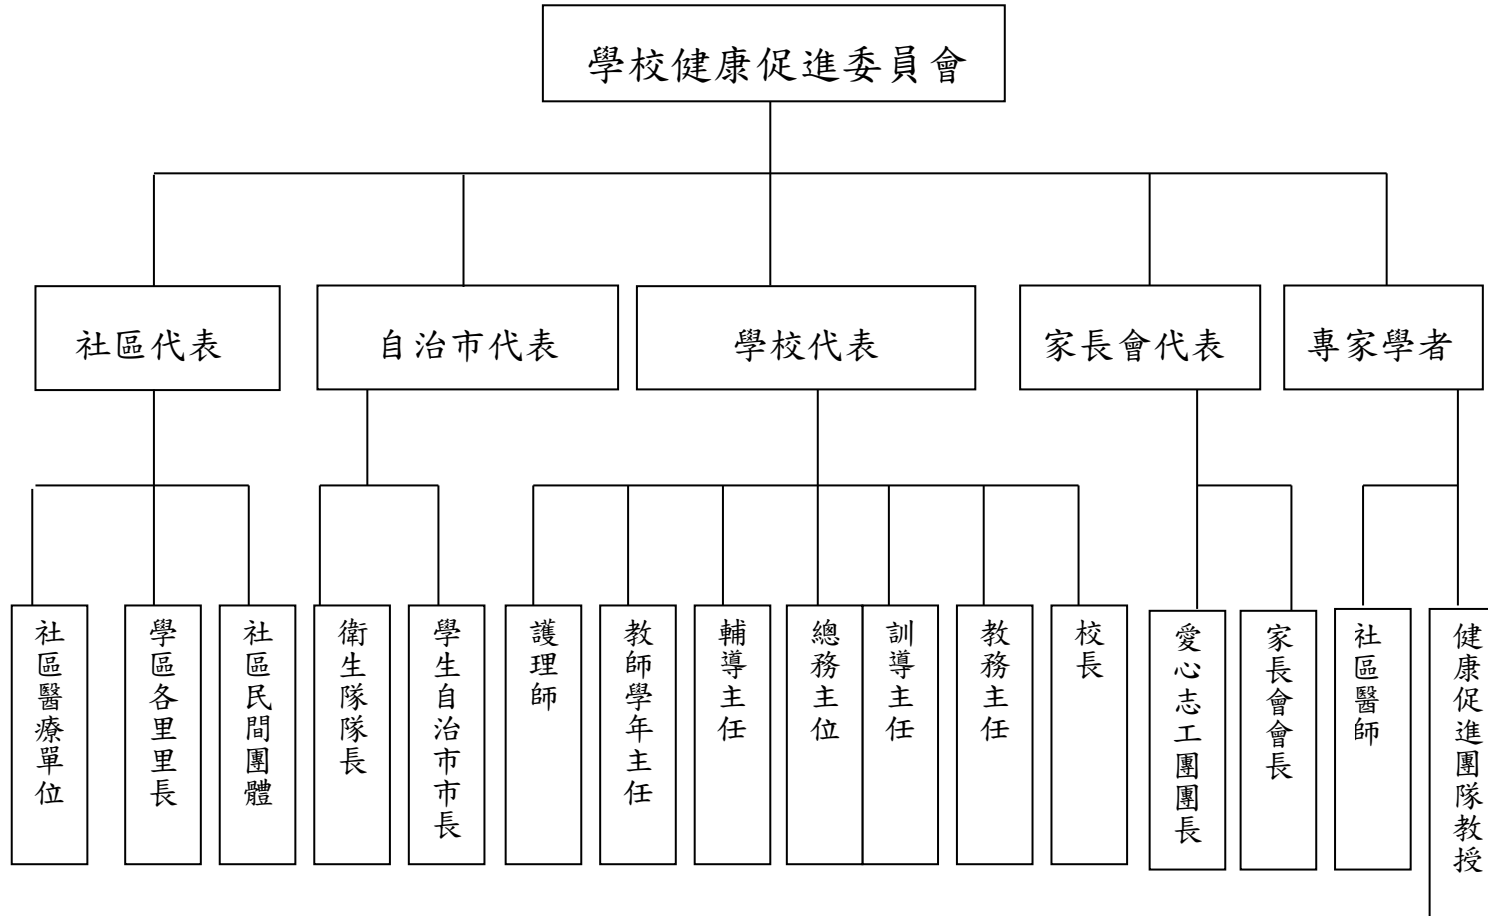 學校健康促進委員會
社區代表
自治市代表
學校代表
家長會代表
專家學者
社區醫療單位
學區各里里長
社區民間團體
衛生隊隊長
學生自治市市長
護理師
教師學年主任
輔導主任
總務主位
訓導主任
教務主任
校長
愛心志工團團長
家長會會長
社區醫師
健康促進團隊教授